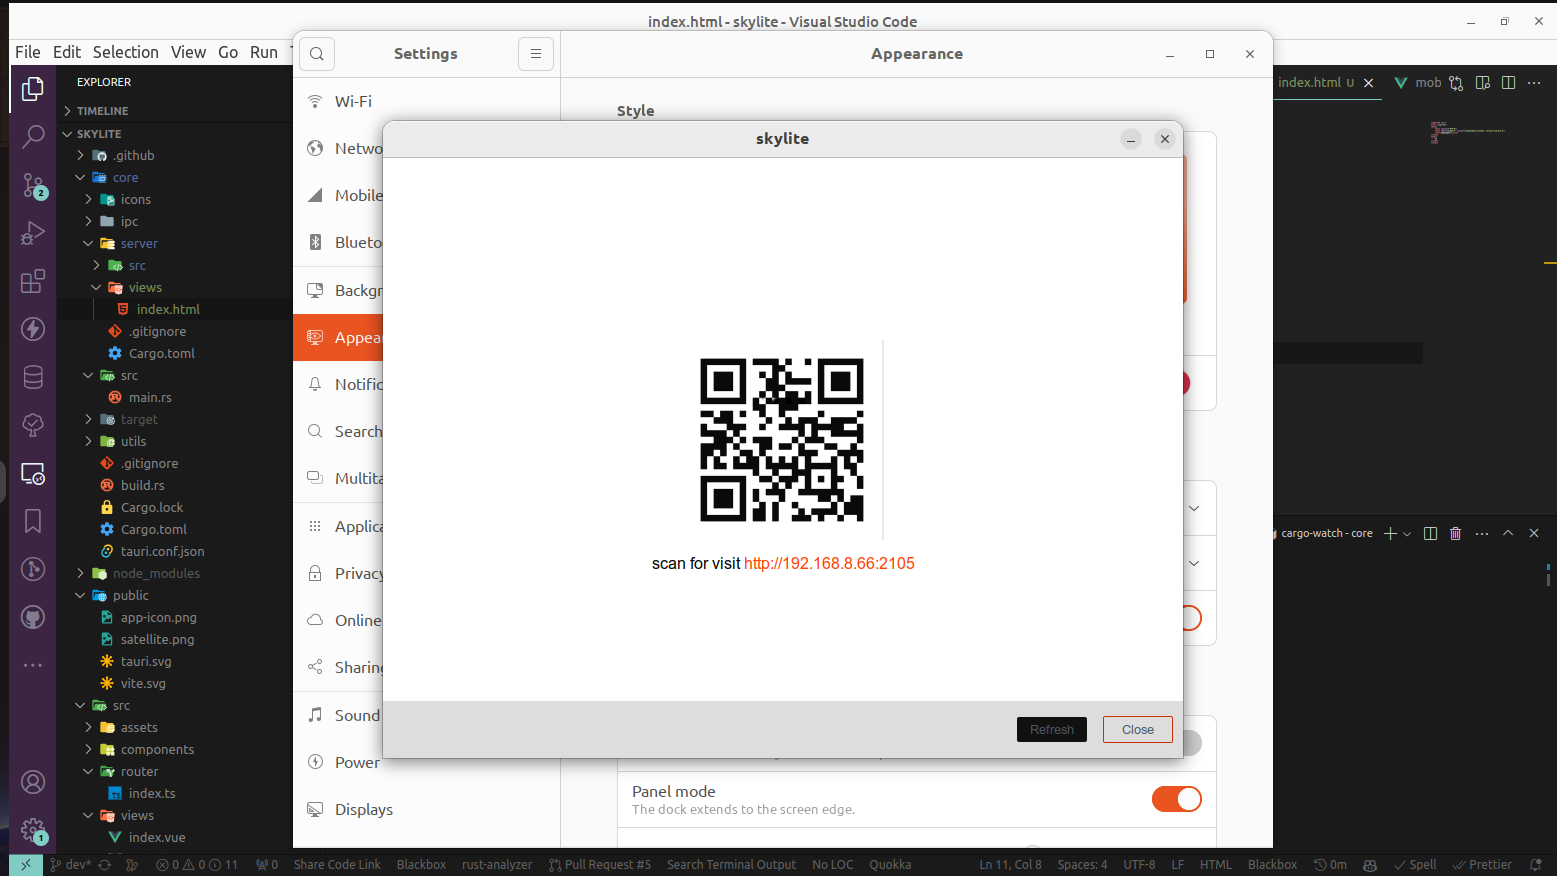 index.html - skylite - Visual Studio Code
File Edit Selection View Go Run
Settings
Appearance
EXPLORER
TIMELINE
SKYLITE
.github
core
icons
ipc
server
src
views
index.html
.gitignore
Cargo.toml
src
main.rs
target
utils
.gitignore
build.rs
Cargo.lock
Cargo.toml
tauri.conf.json
node_modules
public
app-icon.png
satellite.png
tauri.svg
vite.svg
src
assets
components
router
index.ts
views
index.vue
2
1
TS
Wi-Fi
Netwo
Mobile
Blueto
Backgr
Appear
Notific
Search
Multita
Applica
Privacy
Online
Sharing
Sound
Power
Displays
Style
skylite
scan for visit http://192.168.8.66:2105
Refresh Close
Panel mode
The dock extends to the screen edge.
index.html U
mob
cargo-watch - core
dev* 0 0 11 0 Share Code Link Blackbox rust-analyzer Pull Request #5 Search Terminal Output No LOC Quokka Ln 11, Col 8 Spaces: 4 UTF-8 LF HTML Blackbox 0m Spell Prettier